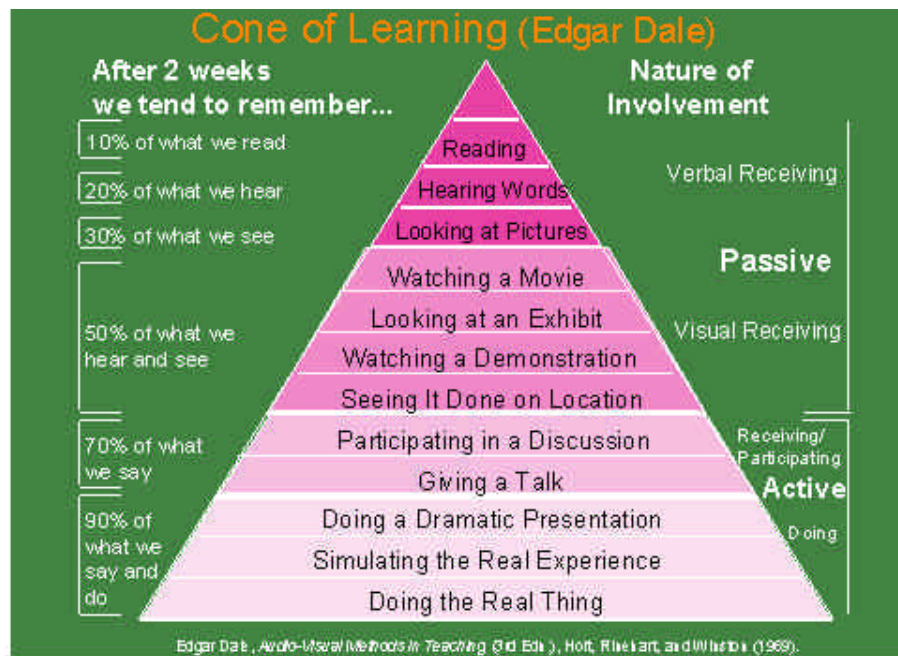 Cone of Learning (Edgar Dale)
After 2 weeks
we tend to remember...
Nature of
Involvement
10% of what we read
20% of what we hear
30% of what we see
50% of what we
hear and see
70% of what
we say
90% of
what we
say and
do
Reading
Hearing Words
Looking at Pictures
Watching a Movie
Looking at an Exhibit
Watching a Demonstration
Seeing It Done on Location
Participating in a Discussion
Giving a Talk
Doing a Dramatic Presentation
Simulating the Real Experience
Doing the Real Thing
Verbal Receiving
Passive
Visual Receiving
Receiving/
Participating
Active
Doing
Edgar Dale, Audio-Visual Methods in Teaching (3rd Edn.), Holt, Rinehart, and Winston (1969).